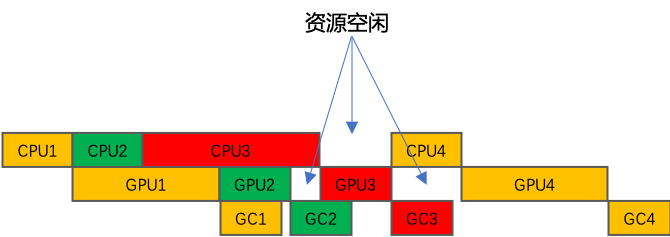 资源空闲
CPU1 CPU2 CPU3 CPU4
GPU1 GPU2 GPU3 GPU4
GC1 GC2 GC3 GC4